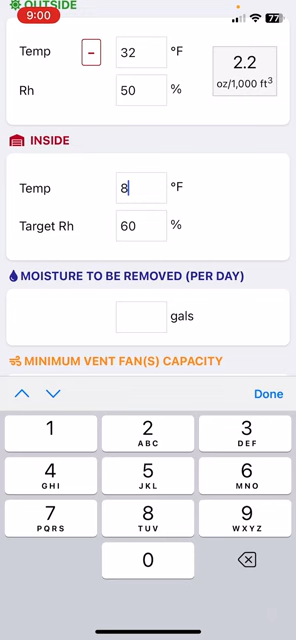 OUTSIDE
9:00
77
Temp - 32 °F
2.2
oz/1,000 ft³
Rh 50 %
INSIDE
Temp 8 °F
Target Rh 60 %
MOISTURE TO BE REMOVED (PER DAY)
gals
MINIMUM VENT FAN(S) CAPACITY
Done
1 2 3
ABC DEF
4 5 6
GHI JKL MNO
7 8 9
PQRS TUV WXYZ
0